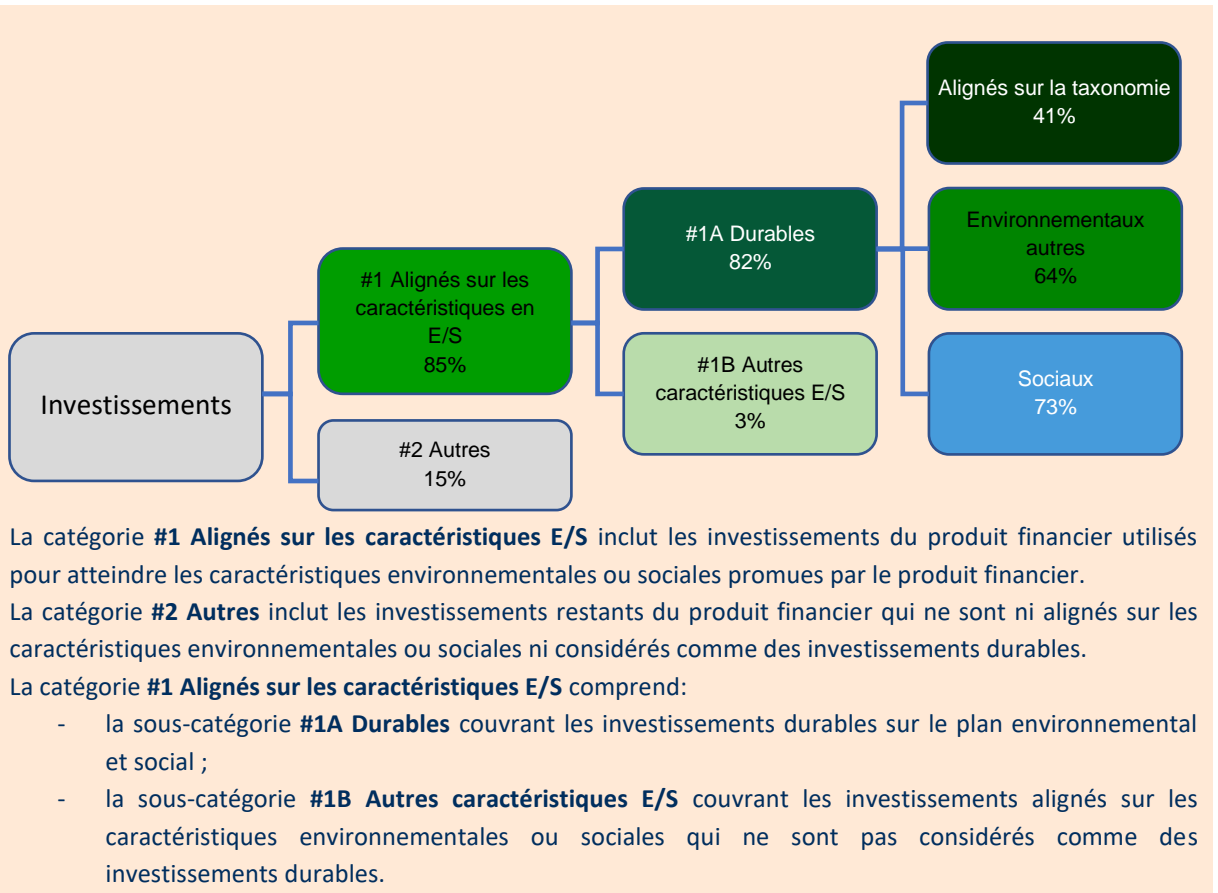 Alignés sur la taxonomie
41%
Environnementaux
autres
64%
#1A Durables
82%
#1 Alignés sur les
caractéristiques en
E/S
85%
#1B Autres
caractéristiques E/S
3%
Sociaux
73%
Investissements
#2 Autres
15%
La catégorie #1 Alignés sur les caractéristiques E/S inclut les investissements du produit financier utilisés
pour atteindre les caractéristiques environnementales ou sociales promues par le produit financier.
La catégorie #2 Autres inclut les investissements restants du produit financier qui ne sont ni alignés sur les
caractéristiques environnementales ou sociales ni considérés comme des investissements durables.
La catégorie #1 Alignés sur les caractéristiques E/S comprend:
- la sous-catégorie #1A Durables couvrant les investissements durables sur le plan environnemental
et social ;
- la sous-catégorie #1B Autres caractéristiques E/S couvrant les investissements alignés sur les
caractéristiques environnementales ou sociales qui ne sont pas considérés comme des
investissements durables.